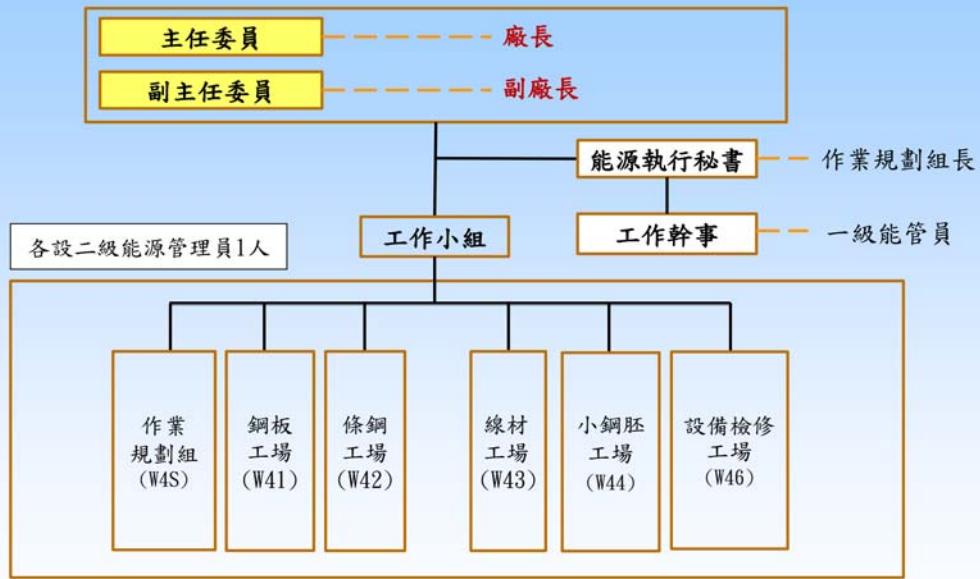 主任委員 廠長
副主任委員 副廠長
能源執行秘書 作業規劃組長
工作小組
工作幹事 一級能管員
各設二級能源管理員1人
作業
規劃組
(W4S)
鋼板
工場
(W41)
條鋼
工場
(W42)
線材
工場
(W43)
小鋼胚
工場
(W44)
設備檢修
工場
(W46)